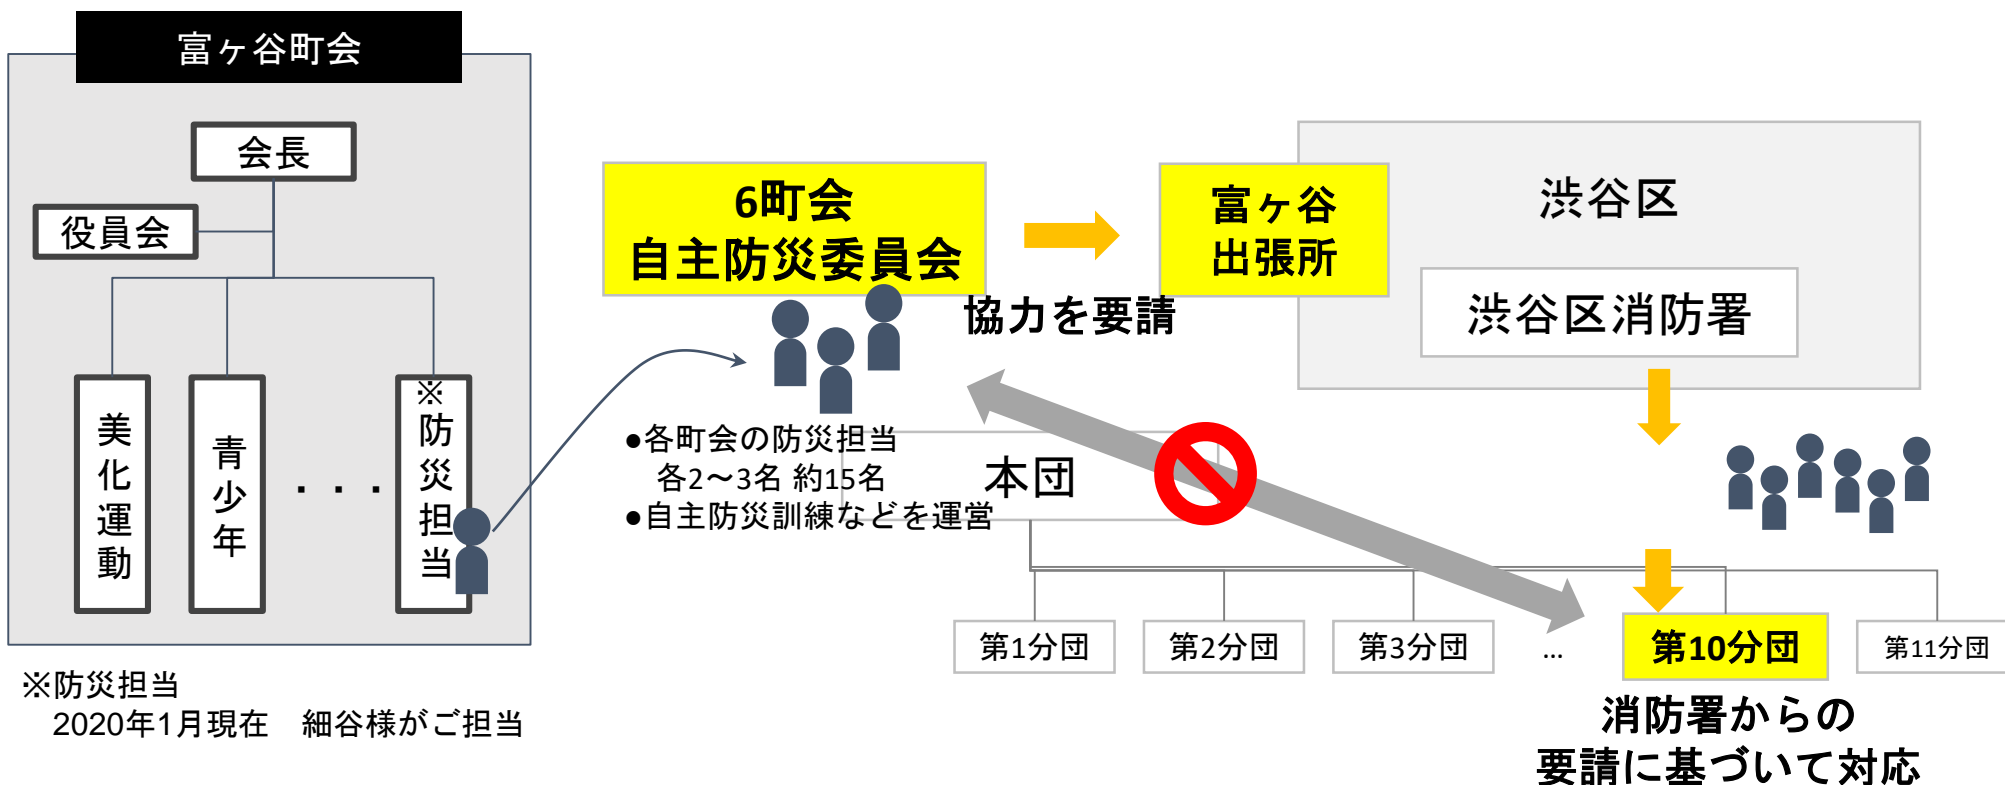 富ヶ谷町会
会長
役員会
美化運動
青少年
・・・
※
防災担当
※防災担当
2020年1月現在　細谷様がご担当
6町会
自主防災委員会
協力を要請
●各町会の防災担当
各2～3名 約15名
●自主防災訓練などを運営
富ヶ谷
出張所
渋谷区
渋谷区消防署
本団
第1分団
第2分団
第3分団
…
第10分団
第11分団
消防署からの
要請に基づいて対応